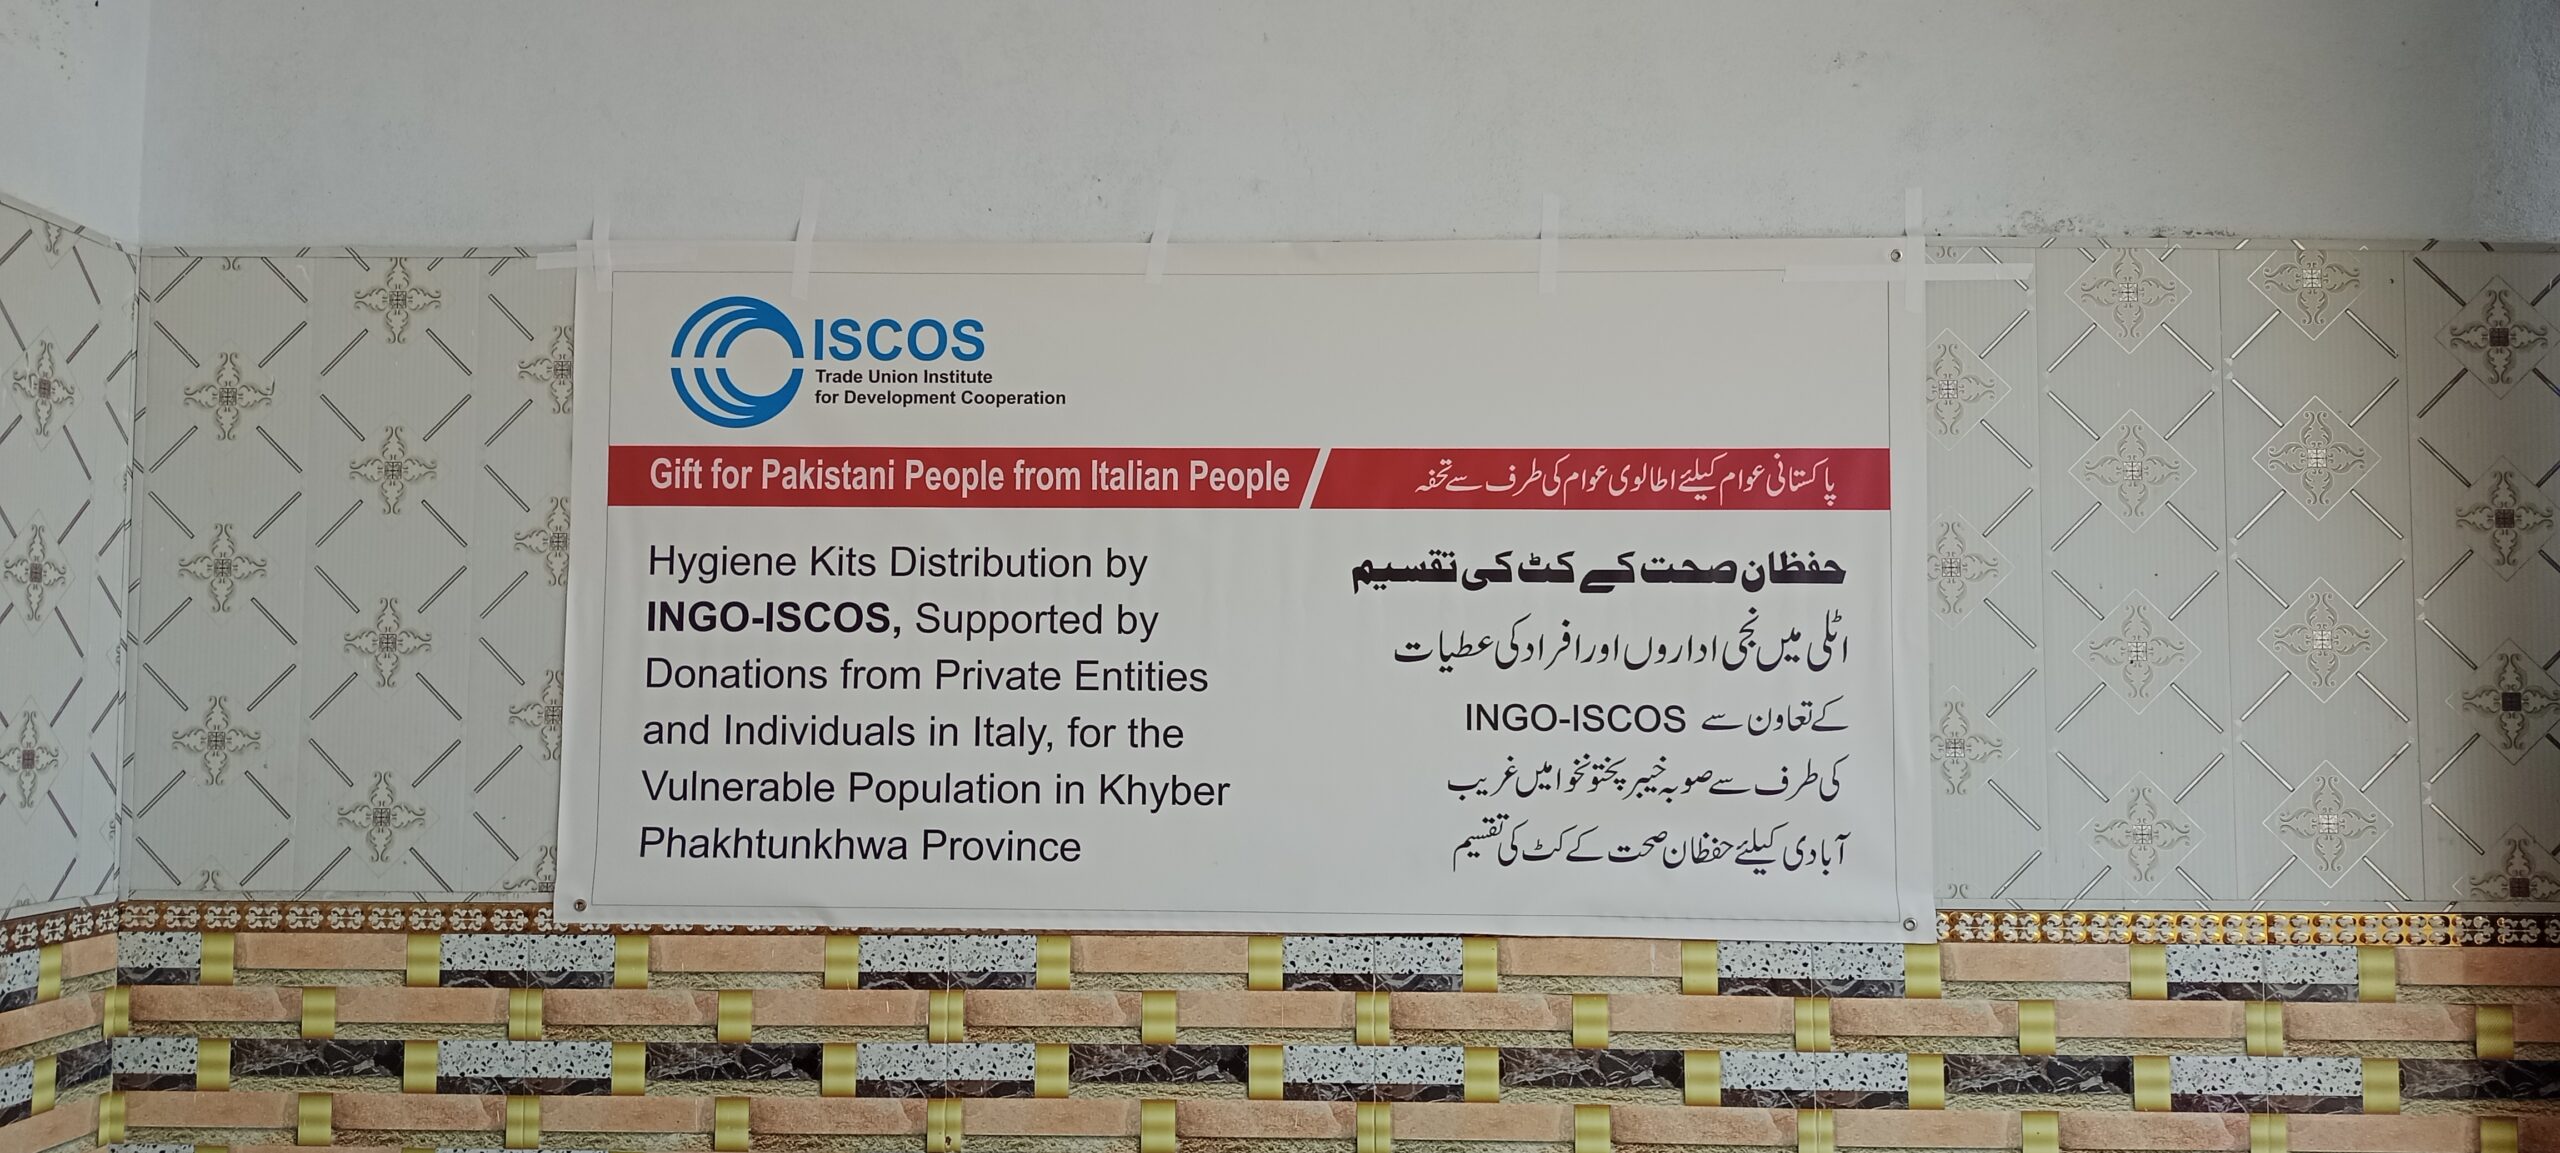 ISCOS
Trade Union Institute
for Development Cooperation
Gift for Pakistani People from Italian People
پاکستانی عوام کیلئے اطالوی عوام کی طرف سے تحفہ
Hygiene Kits Distribution by
INGO-ISCOS, Supported by
Donations from Private Entities
and Individuals in Italy, for the
Vulnerable Population in Khyber
Phakhtunkhwa Province
حفظان صحت کے کٹ کی تقسیم
اٹلی میں نجی اداروں اور افراد کی عطیات
کے تعاون سے INGO-ISCOS
کی طرف سے صوبہ خیبر پختونخوا میں غریب
آبادی کیلئے حفظان صحت کے کٹ کی تقسیم